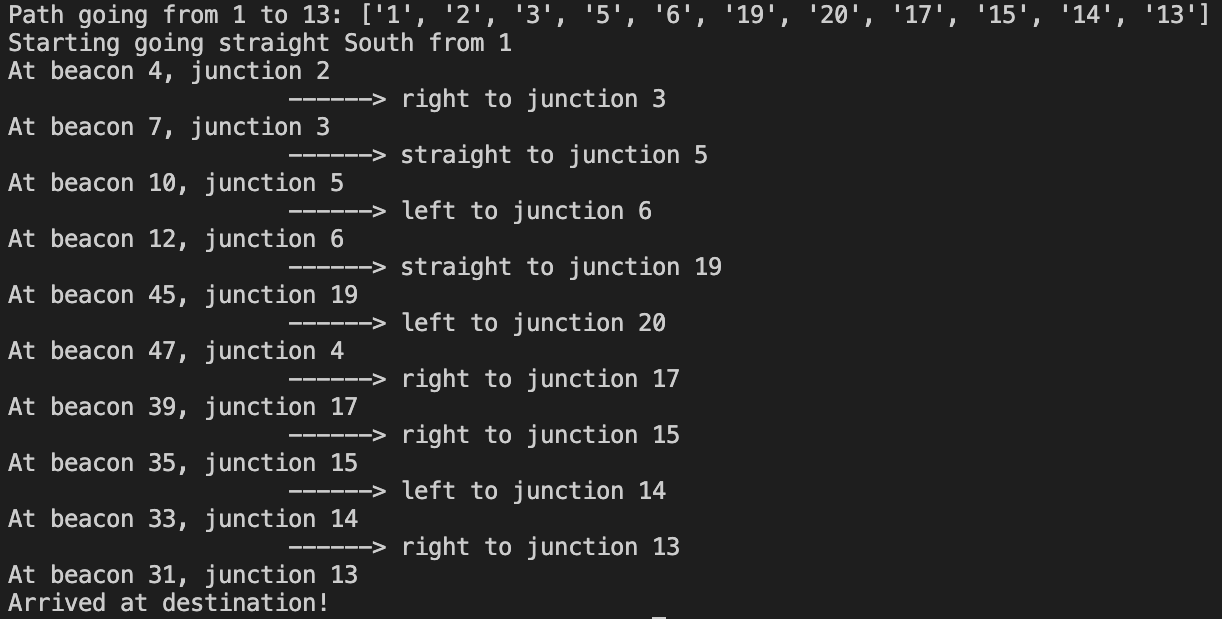 Path going from 1 to 13: ['1', '2', '3', '5', '6', '19', '20', '17', '15', '14', '13']
Starting going straight South from 1
At beacon 4, junction 2
------> right to junction 3
At beacon 7, junction 3
------> straight to junction 5
At beacon 10, junction 5
------> left to junction 6
At beacon 12, junction 6
------> straight to junction 19
At beacon 45, junction 19
------> left to junction 20
At beacon 47, junction 4
------> right to junction 17
At beacon 39, junction 17
------> right to junction 15
At beacon 35, junction 15
------> left to junction 14
At beacon 33, junction 14
------> right to junction 13
At beacon 31, junction 13
Arrived at destination!